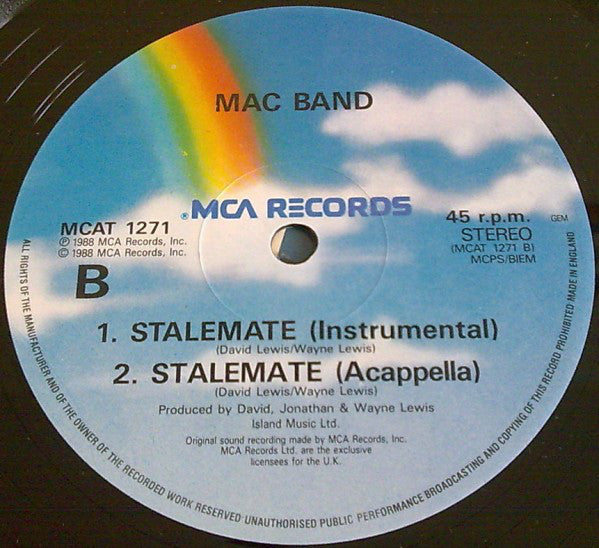 MAC BAND
® MCA RECORDS
MCAT 1271
℗ 1988 MCA Records, Inc.
© 1988 MCA Records, Inc.
B
45 r.p.m.
GEM
STEREO
(MCAT 1271 B)
MCPS/BIEM
1. STALEMATE (Instrumental)
(David Lewis/Wayne Lewis)
2. STALEMATE (Acappella)
(David Lewis/Wayne Lewis)
Produced by David, Jonathan & Wayne Lewis
Island Music Ltd.
Original sound recording made by MCA Records, Inc.
MCA Records Ltd. are the exclusive
licensees for the U.K.
ALL RIGHTS OF THE MANUFACTURER AND OF THE OWNER OF THE RECORDED WORK RESERVED·UNAUTHORISED PUBLIC PERFORMANCE BROADCASTING AND COPYING OF THIS RECORD PROHIBITED MADE IN ENGLAND